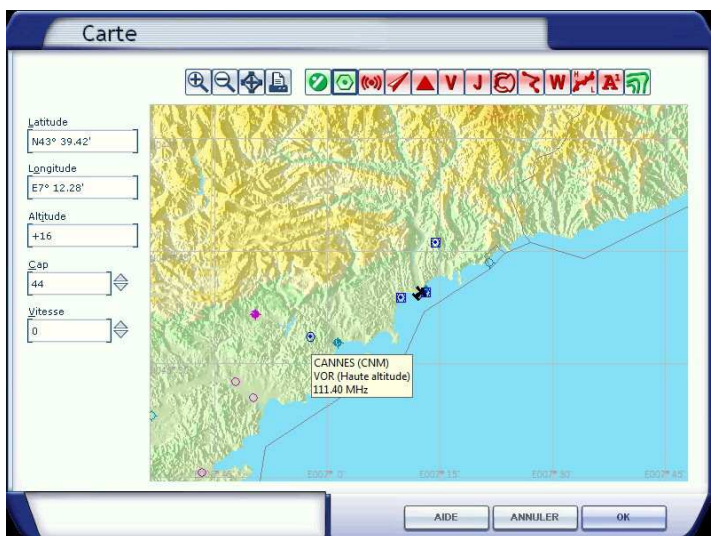 Carte
V J W H L A¹
Latitude
N43° 39.42'
Longitude
E7° 12.28'
Altitude
+16
Cap
44
Vitesse
0
CANNES (CNM)
VOR (Haute altitude)
111.40 MHz
E007° 0' E007° 15' E007° 30' E007° 45'
AIDE ANNULER OK